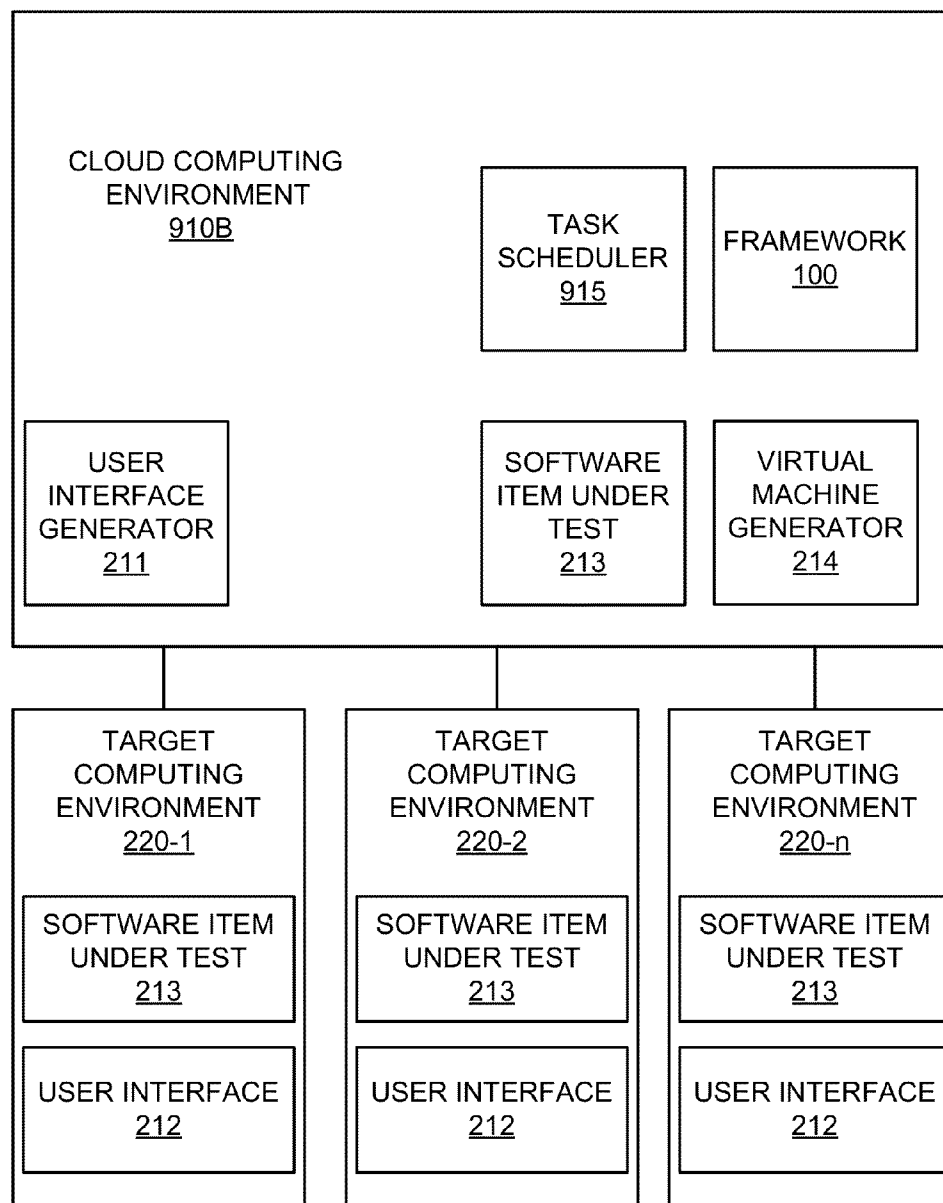 CLOUD COMPUTING
ENVIRONMENT
910B
TASK
SCHEDULER
915
FRAMEWORK
100
USER
INTERFACE
GENERATOR
211
SOFTWARE
ITEM UNDER
TEST
213
VIRTUAL
MACHINE
GENERATOR
214
TARGET
COMPUTING
ENVIRONMENT
220-1
SOFTWARE ITEM
UNDER TEST
213
USER INTERFACE
212
TARGET
COMPUTING
ENVIRONMENT
220-2
SOFTWARE ITEM
UNDER TEST
213
USER INTERFACE
212
TARGET
COMPUTING
ENVIRONMENT
220-n
SOFTWARE ITEM
UNDER TEST
213
USER INTERFACE
212